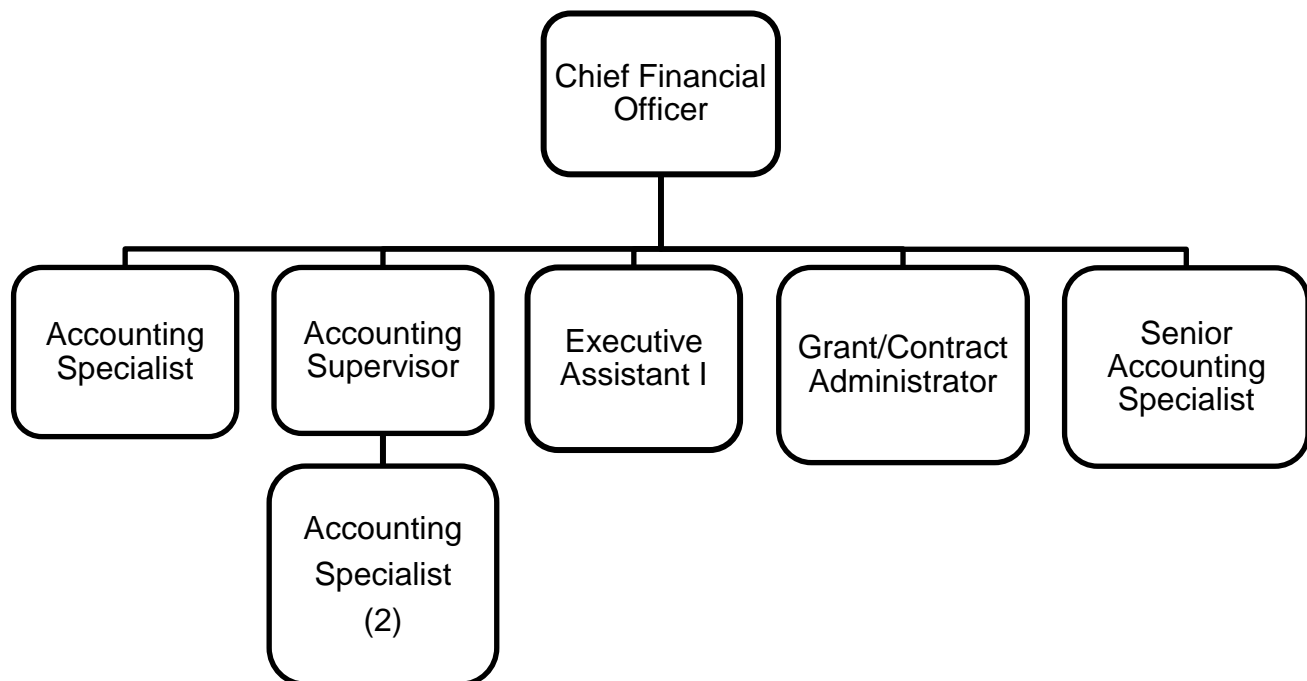 Chief Financial
Officer
Accounting
Specialist
Accounting
Supervisor
Executive
Assistant I
Grant/Contract
Administrator
Senior
Accounting
Specialist
Accounting
Specialist
(2)